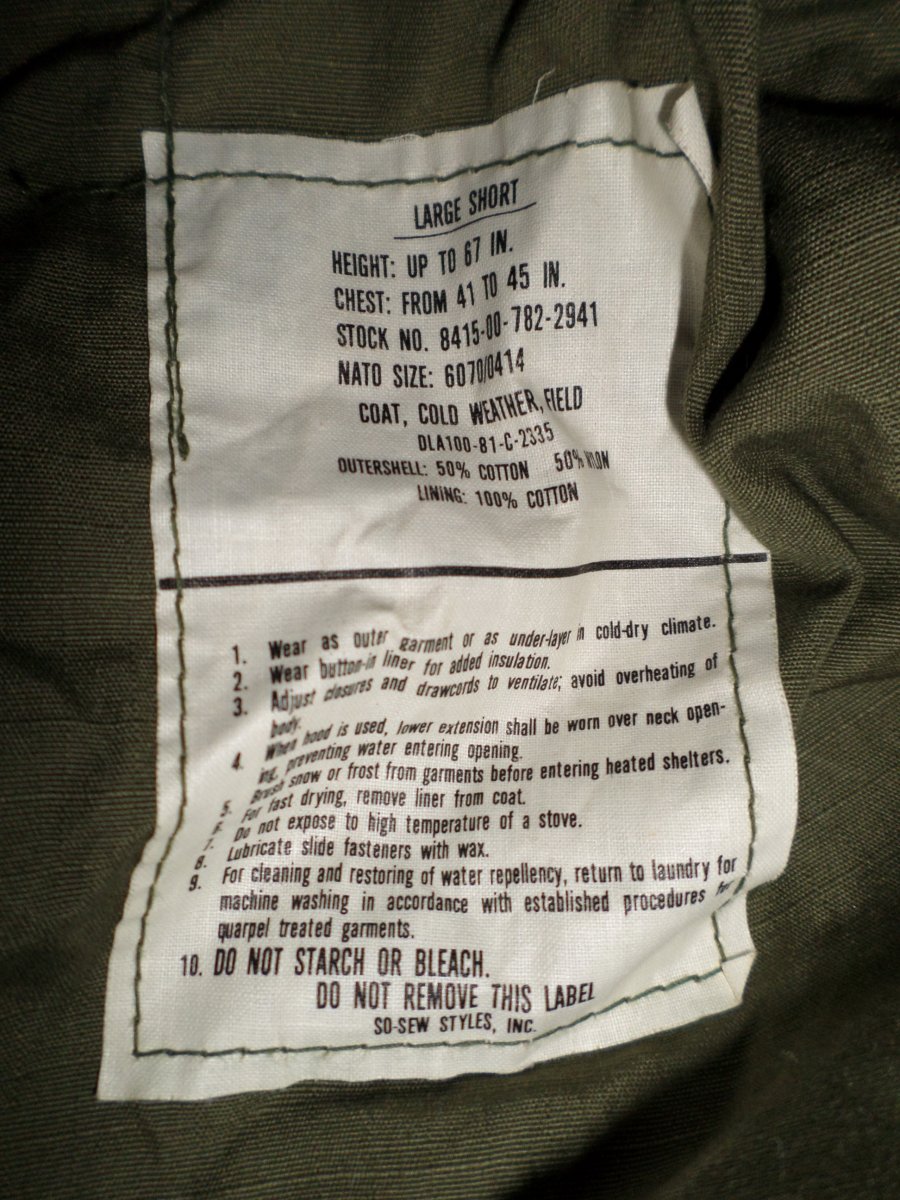 LARGE SHORT
HEIGHT: UP TO 67 IN.
CHEST: FROM 41 TO 45 IN.
STOCK NO. 8415-00-782-2941
NATO SIZE: 6070/0414
COAT, COLD WEATHER, FIELD
DLA100-81-C-2335
OUTERSHELL: 50% COTTON 50% NYLON
LINING: 100% COTTON
1. Wear as outer garment or as under-layer in cold-dry climate.
2. Wear button-in liner for added insulation.
3. Adjust closures and drawcords to ventilate; avoid overheating of
body.
4. When hood is used, lower extension shall be worn over neck open-
ing, preventing water entering opening.
5. Brush snow or frost from garments before entering heated shelters.
6. For fast drying, remove liner from coat.
7. Do not expose to high temperature of a stove.
8. Lubricate slide fasteners with wax.
9. For cleaning and restoring of water repellency, return to laundry for
machine washing in accordance with established procedures for
quarpel treated garments.
10. DO NOT STARCH OR BLEACH.
DO NOT REMOVE THIS LABEL
SO-SEW STYLES, INC.